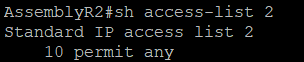 AssemblyR2#sh access-list 2
Standard IP access list 2
    10 permit any